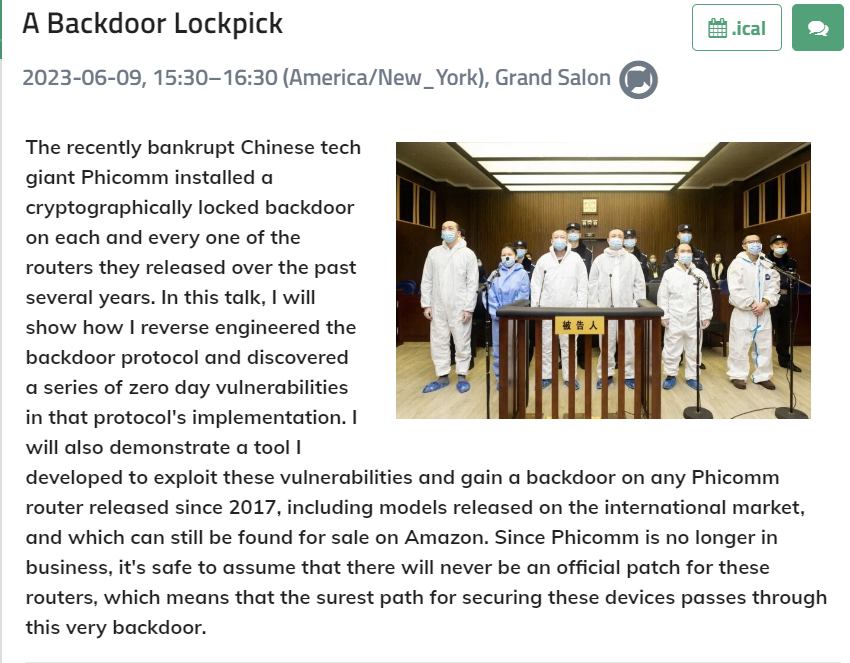 A Backdoor Lockpick
.ical
2023-06-09, 15:30–16:30 (America/New_York), Grand Salon
The recently bankrupt Chinese tech
giant Phicomm installed a
cryptographically locked backdoor
on each and every one of the
routers they released over the past
several years. In this talk, I will
show how I reverse engineered the
backdoor protocol and discovered
a series of zero day vulnerabilities
in that protocol's implementation. I
will also demonstrate a tool I
被告人
developed to exploit these vulnerabilities and gain a backdoor on any Phicomm
router released since 2017, including models released on the international market,
and which can still be found for sale on Amazon. Since Phicomm is no longer in
business, it's safe to assume that there will never be an official patch for these
routers, which means that the surest path for securing these devices passes through
this very backdoor.